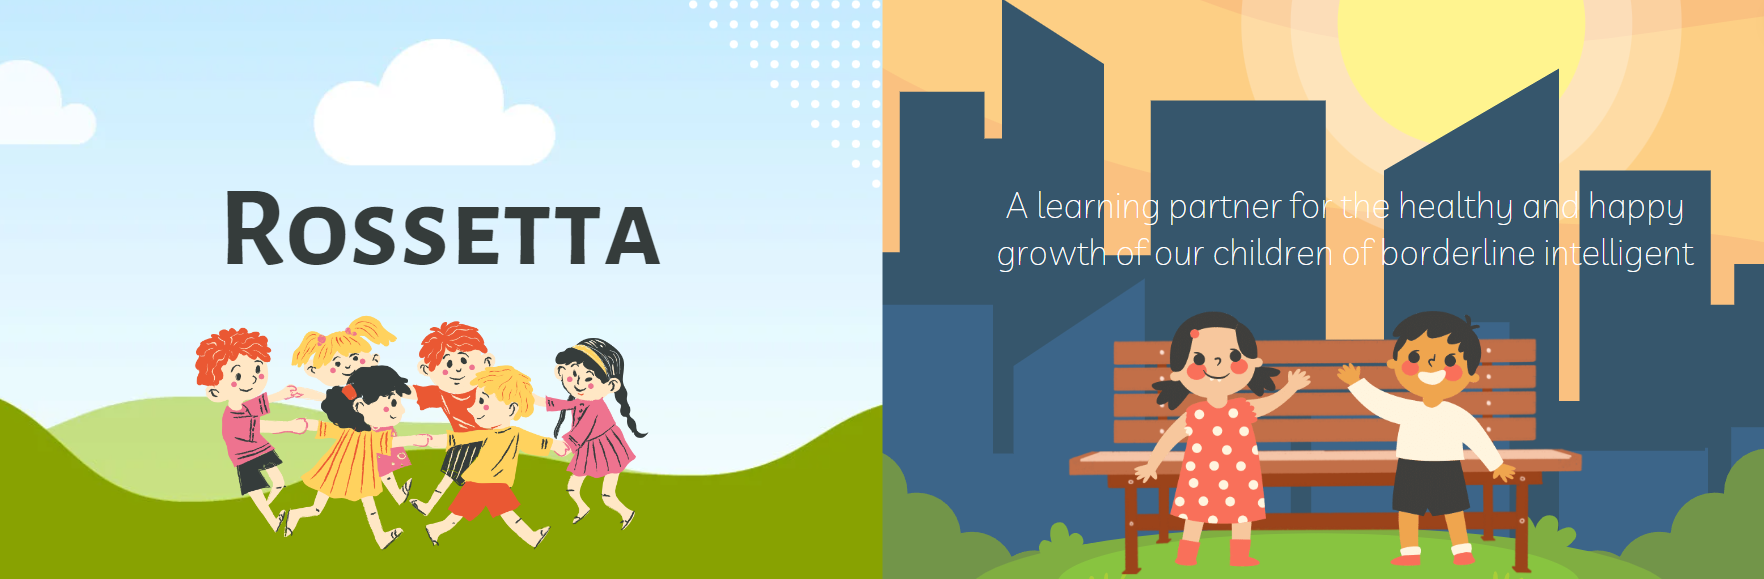 Rossetta
A learning partner for the healthy and happy
growth of our children of borderline intelligent